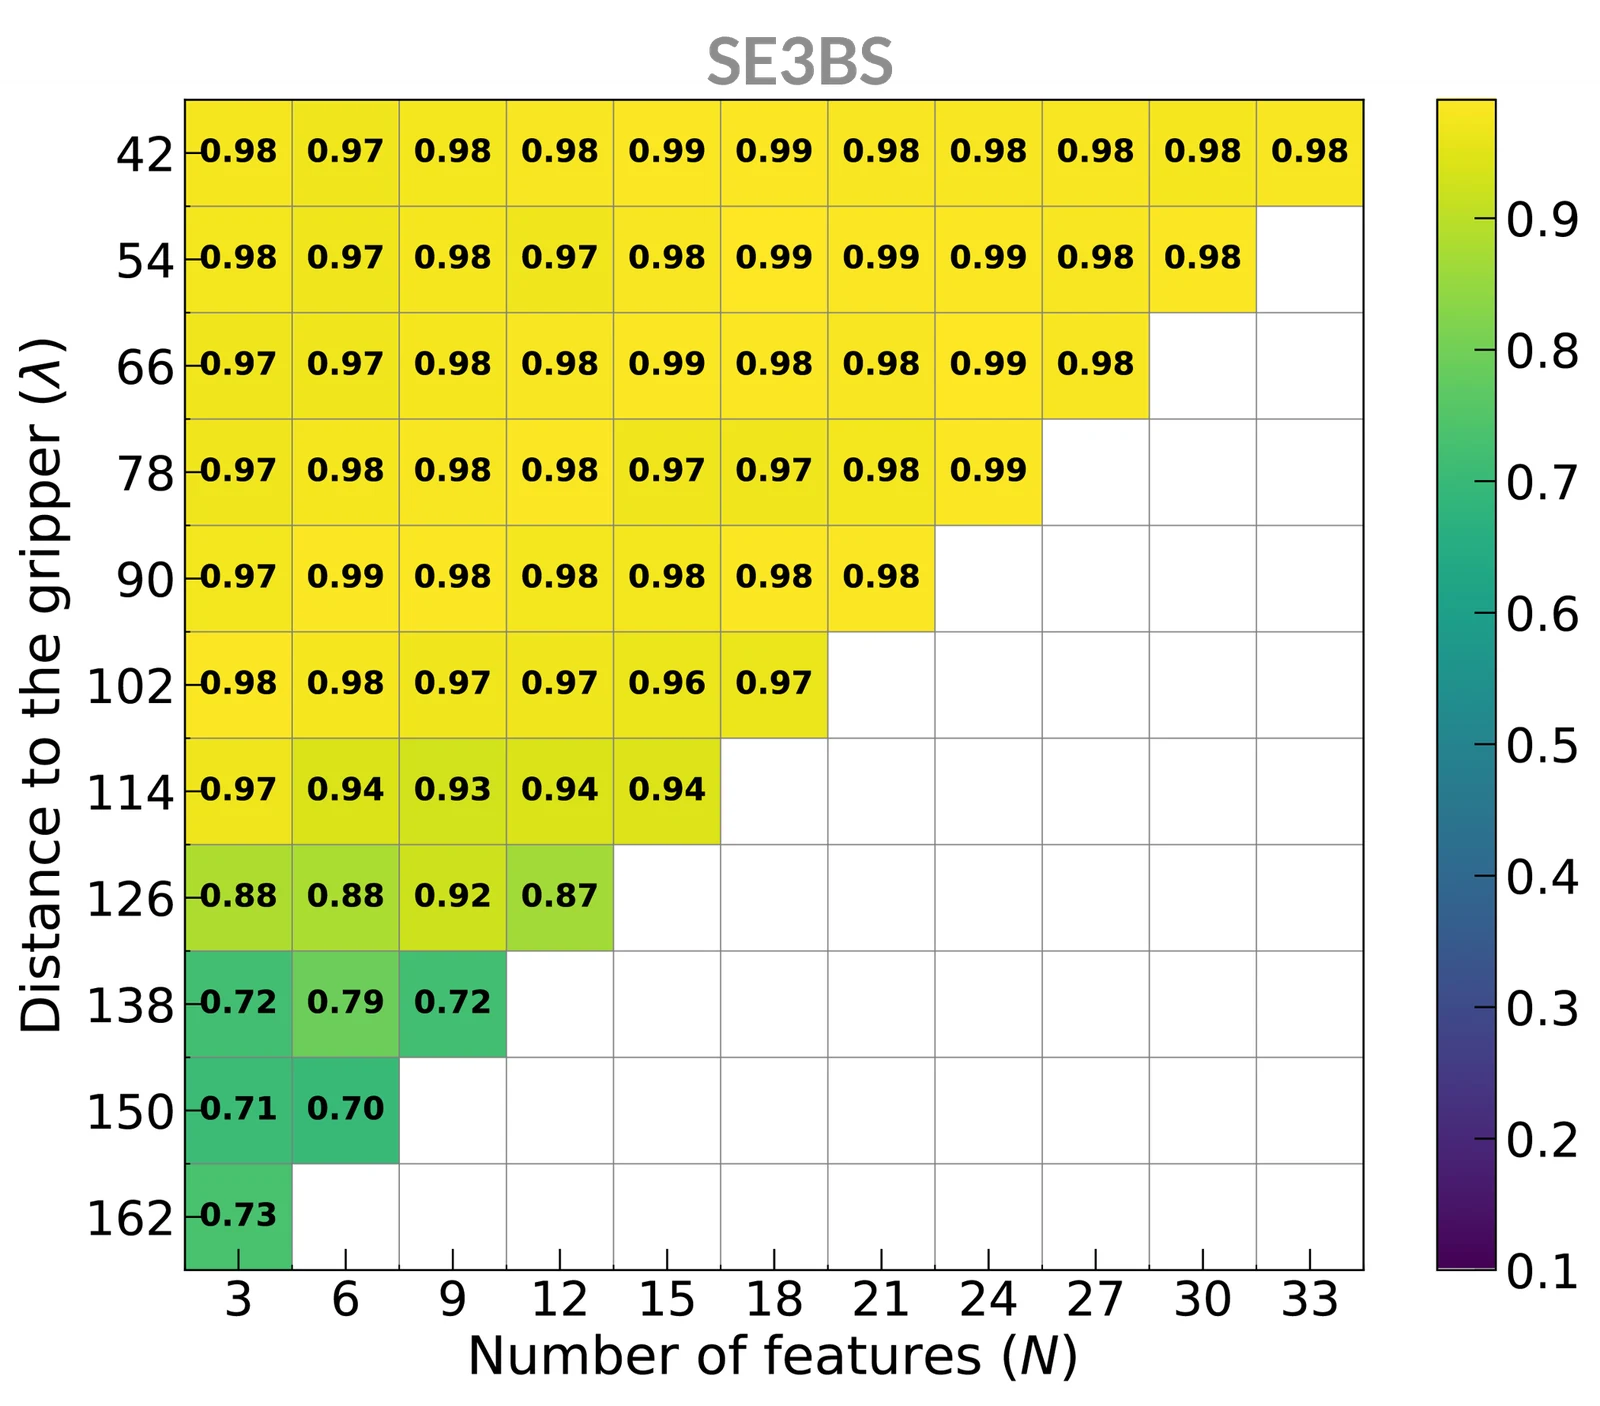 SE3BS
42 0.98 0.97 0.98 0.98 0.99 0.99 0.98 0.98 0.98 0.98 0.98
54 0.98 0.97 0.98 0.97 0.98 0.99 0.99 0.99 0.98 0.98
66 0.97 0.97 0.98 0.98 0.99 0.98 0.98 0.99 0.98
78 0.97 0.98 0.98 0.98 0.97 0.97 0.98 0.99
90 0.97 0.99 0.98 0.98 0.98 0.98 0.98
102 0.98 0.98 0.97 0.97 0.96 0.97
114 0.97 0.94 0.93 0.94 0.94
126 0.88 0.88 0.92 0.87
138 0.72 0.79 0.72
150 0.71 0.70
162 0.73
3 6 9 12 15 18 21 24 27 30 33
Number of features (N)
Distance to the gripper (λ)
0.9
0.8
0.7
0.6
0.5
0.4
0.3
0.2
0.1